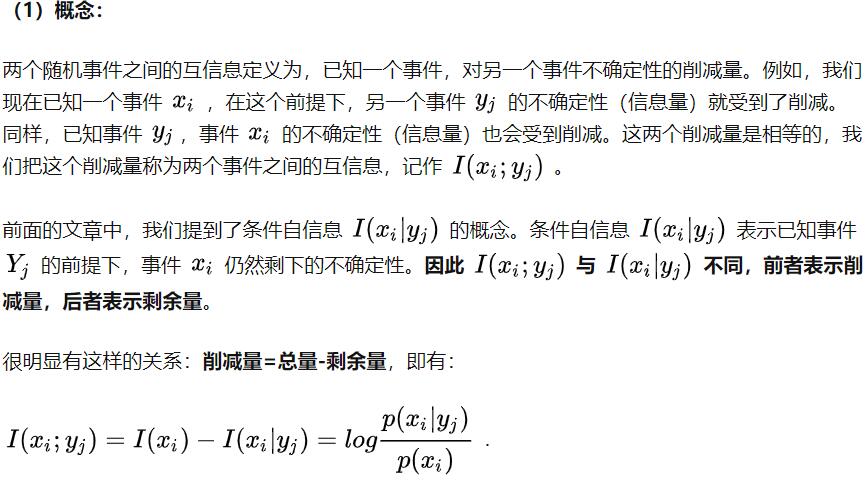 （1）概念：
两个随机事件之间的互信息定义为，已知一个事件，对另一个事件不确定性的削减量。例如，我们
现在已知一个事件 x_i ，在这个前提下，另一个事件 y_j 的不确定性（信息量）就受到了削减。
同样，已知事件 y_j ，事件 x_i 的不确定性（信息量）也会受到削减。这两个削减量是相等的，我
们把这个削减量称为两个事件之间的互信息，记作 I(x_i; y_j) 。
前面的文章中，我们提到了条件自信息 I(x_i|y_j) 的概念。条件自信息 I(x_i|y_j) 表示已知事件
Y_j 的前提下，事件 x_i 仍然剩下的不确定性。因此 I(x_i; y_j) 与 I(x_i|y_j) 不同，前者表示削
减量，后者表示剩余量。
很明显有这样的关系：削减量=总量-剩余量，即有：
I(x_i; y_j) = I(x_i) − I(x_i|y_j) = log \frac{p(x_i|y_j)}{p(x_i)} .